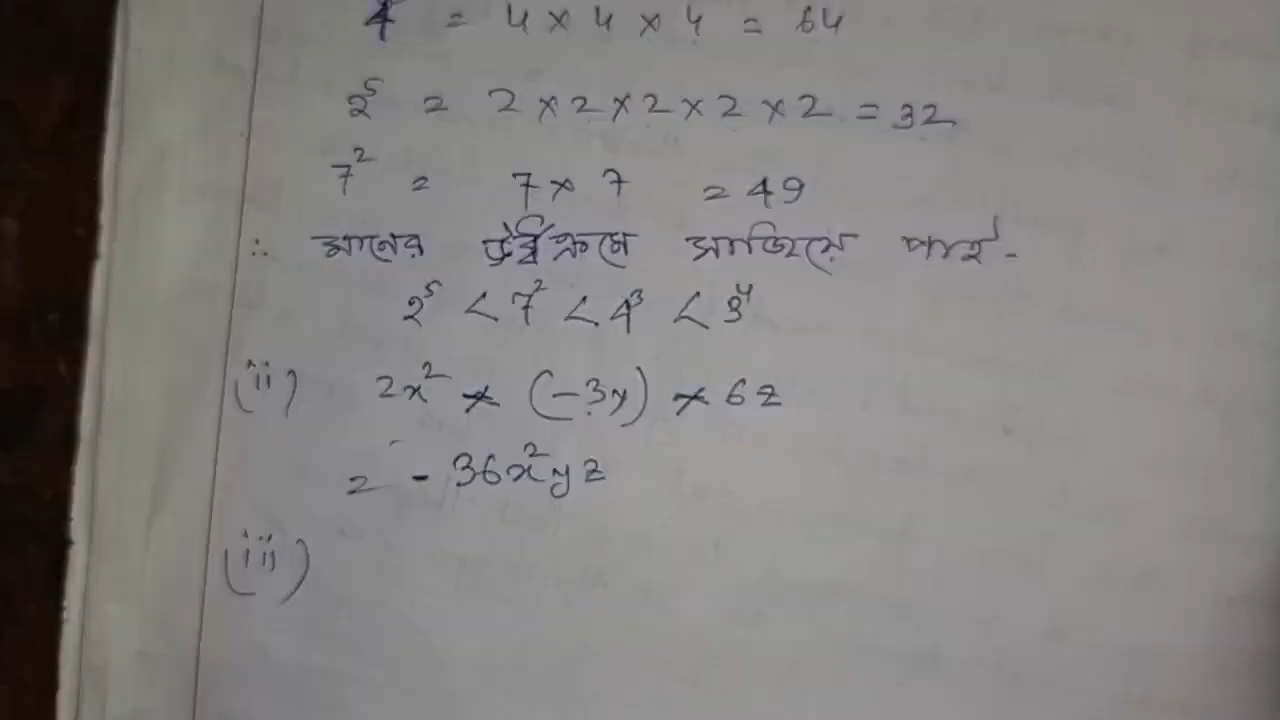 4 = 4 × 4 × 4 = 64
2⁵ = 2 × 2 × 2 × 2 × 2 = 32
7² = 7 × 7 = 49
∴ মানের ঊর্ধ্বক্রমে সাজিয়ে পাই-
2⁵ < 7² < 4³ < 3⁴
(ii) 2x² × (-3y) × 6z
= - 36x²yz
(iii)